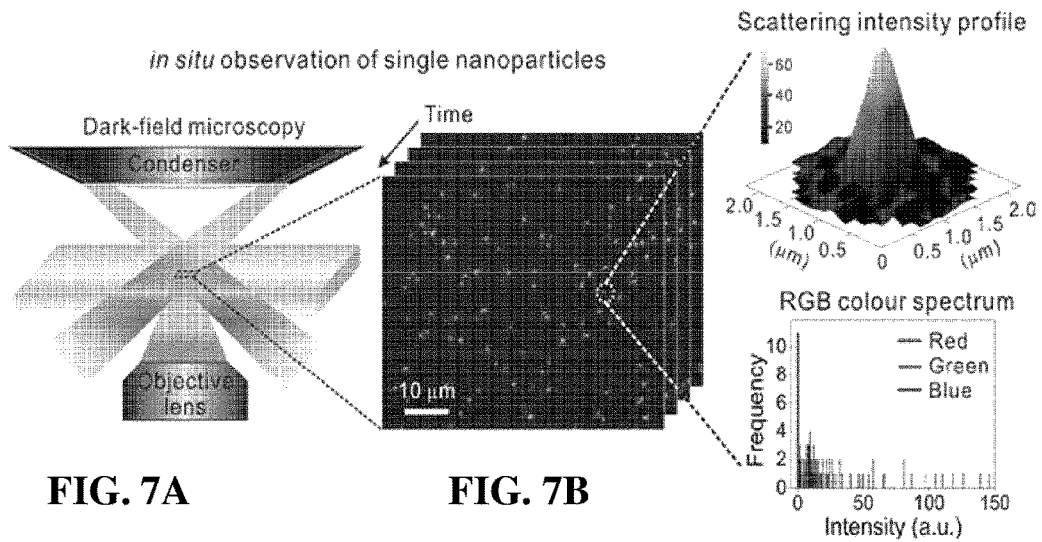 Scattering intensity profile
in situ observation of single nanoparticles
Time
Dark-field microscopy
Condenser
Objective
lens
10 μm
60
40
20
2.0
1.5
1.0
0.5
(μm)
0
0.5
1.0
1.5
2.0
(μm)
RGB colour spectrum
Red
Green
Blue
Frequency
10
8
6
4
2
0
0 50 100 150
Intensity (a.u.)
FIG. 7A
FIG. 7B